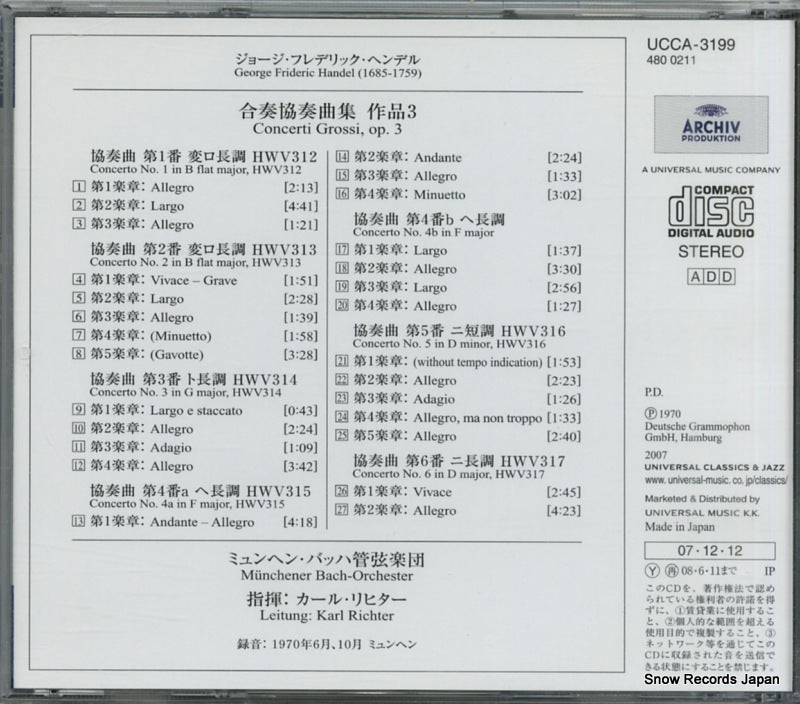 ジョージ・フレデリック・ヘンデル
George Frideric Handel (1685-1759)
合奏協奏曲集 作品3
Concerti Grossi, op. 3
協奏曲 第1番 変ロ長調 HWV312
Concerto No. 1 in B flat major, HWV312
1 第1楽章: Allegro [2:13]
2 第2楽章: Largo [4:41]
3 第3楽章: Allegro [1:21]
協奏曲 第2番 変ロ長調 HWV313
Concerto No. 2 in B flat major, HWV313
4 第1楽章: Vivace – Grave [1:51]
5 第2楽章: Largo [2:28]
6 第3楽章: Allegro [1:39]
7 第4楽章: (Minuetto) [1:58]
8 第5楽章: (Gavotte) [3:28]
協奏曲 第3番 ト長調 HWV314
Concerto No. 3 in G major, HWV314
9 第1楽章: Largo e staccato [0:43]
10 第2楽章: Allegro [2:24]
11 第3楽章: Adagio [1:09]
12 第4楽章: Allegro [3:42]
協奏曲 第4番a ヘ長調 HWV315
Concerto No. 4a in F major, HWV315
13 第1楽章: Andante – Allegro [4:18]
14 第2楽章: Andante [2:24]
15 第3楽章: Allegro [1:33]
16 第4楽章: Minuetto [3:02]
協奏曲 第4番b ヘ長調
Concerto No. 4b in F major
17 第1楽章: Largo [1:37]
18 第2楽章: Allegro [3:30]
19 第3楽章: Largo [2:56]
20 第4楽章: Allegro [1:27]
協奏曲 第5番 ニ短調 HWV316
Concerto No. 5 in D minor, HWV316
21 第1楽章: (without tempo indication) [1:53]
22 第2楽章: Allegro [2:23]
23 第3楽章: Adagio [1:26]
24 第4楽章: Allegro, ma non troppo [1:33]
25 第5楽章: Allegro [2:40]
協奏曲 第6番 ニ長調 HWV317
Concerto No. 6 in D major, HWV317
26 第1楽章: Vivace [2:45]
27 第2楽章: Allegro [4:23]
ミュンヘン・バッハ管弦楽団
Münchener Bach-Orchester
指揮: カール・リヒター
Leitung: Karl Richter
録音: 1970年6月、10月 ミュンヘン
UCCA-3199
480 0211
ARCHIV
PRODUKTION
A UNIVERSAL MUSIC COMPANY
COMPACT
disc
DIGITAL AUDIO
STEREO
ADD
P.D.
Ⓟ 1970
Deutsche Grammophon
GmbH, Hamburg
2007
UNIVERSAL CLASSICS & JAZZ
www. universal-music. co. jp/classics/
Marketed & Distributed by
UNIVERSAL MUSIC K.K.
Made in Japan
07・12・12
Ⓨ 再 08・6・11まで IP
このCDを、著作権法で認め
られている権利者の許諾を得
ずに、①賃貸業に使用するこ
と、②個人的な範囲を超える
使用目的で複製すること、③
ネットワーク等を通じてこの
CDに収録された音を送信で
きる状態にすることを禁じます。
Snow Records Japan